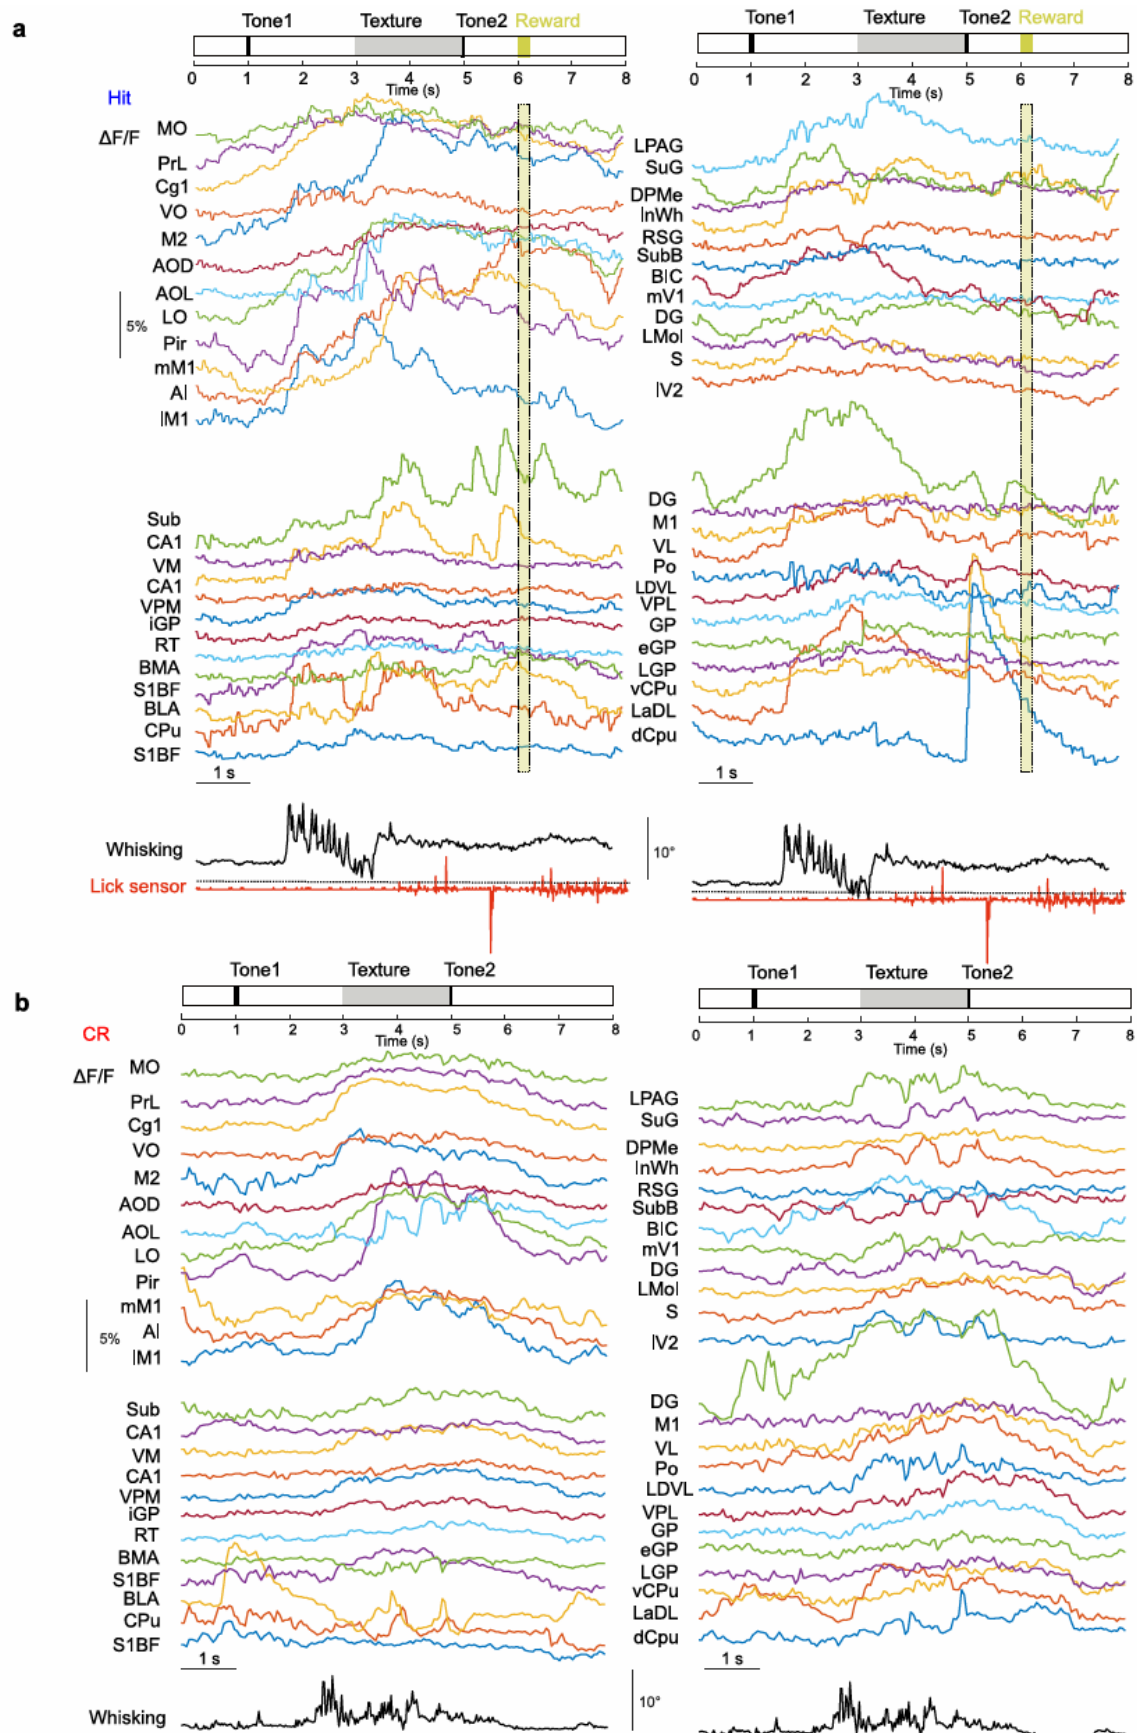 a
Tone1 Texture Tone2 Reward
0 1 2 3 4 5 6 7 8
Time (s)
Hit
ΔF/F
MO
PrL
Cg1
VO
M2
AOD
AOL
LO
Pir
mM1
AI
lM1
5%
Sub
CA1
VM
CA1
VPM
iGP
RT
BMA
S1BF
BLA
CPu
S1BF
1 s
Tone1 Texture Tone2 Reward
0 1 2 3 4 5 6 7 8
Time (s)
LPAG
SuG
DPMe
InWh
RSG
SubB
BIC
mV1
DG
LMol
S
lV2
DG
M1
VL
Po
LDVL
VPL
GP
eGP
LGP
vCPu
LaDL
dCpu
1 s
Whisking
Lick sensor
10°
b
Tone1 Texture Tone2
0 1 2 3 4 5 6 7 8
Time (s)
CR
ΔF/F
MO
PrL
Cg1
VO
M2
AOD
AOL
LO
Pir
mM1
AI
lM1
5%
Sub
CA1
VM
CA1
VPM
iGP
RT
BMA
S1BF
BLA
CPu
S1BF
1 s
Tone1 Texture Tone2
0 1 2 3 4 5 6 7 8
Time (s)
LPAG
SuG
DPMe
InWh
RSG
SubB
BIC
mV1
DG
LMol
S
lV2
DG
M1
VL
Po
LDVL
VPL
GP
eGP
LGP
vCPu
LaDL
dCpu
1 s
Whisking
10°